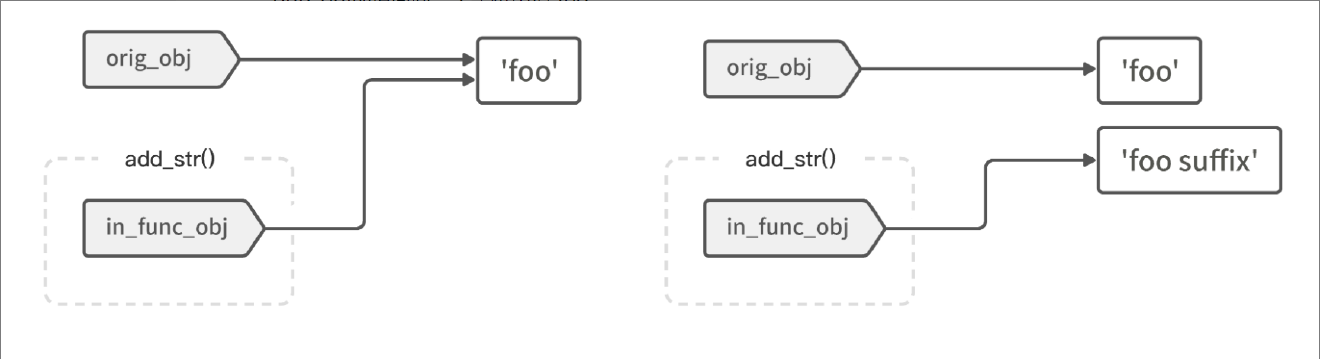 orig_obj
'foo'
add_str()
in_func_obj
orig_obj
'foo'
add_str()
in_func_obj
'foo suffix'